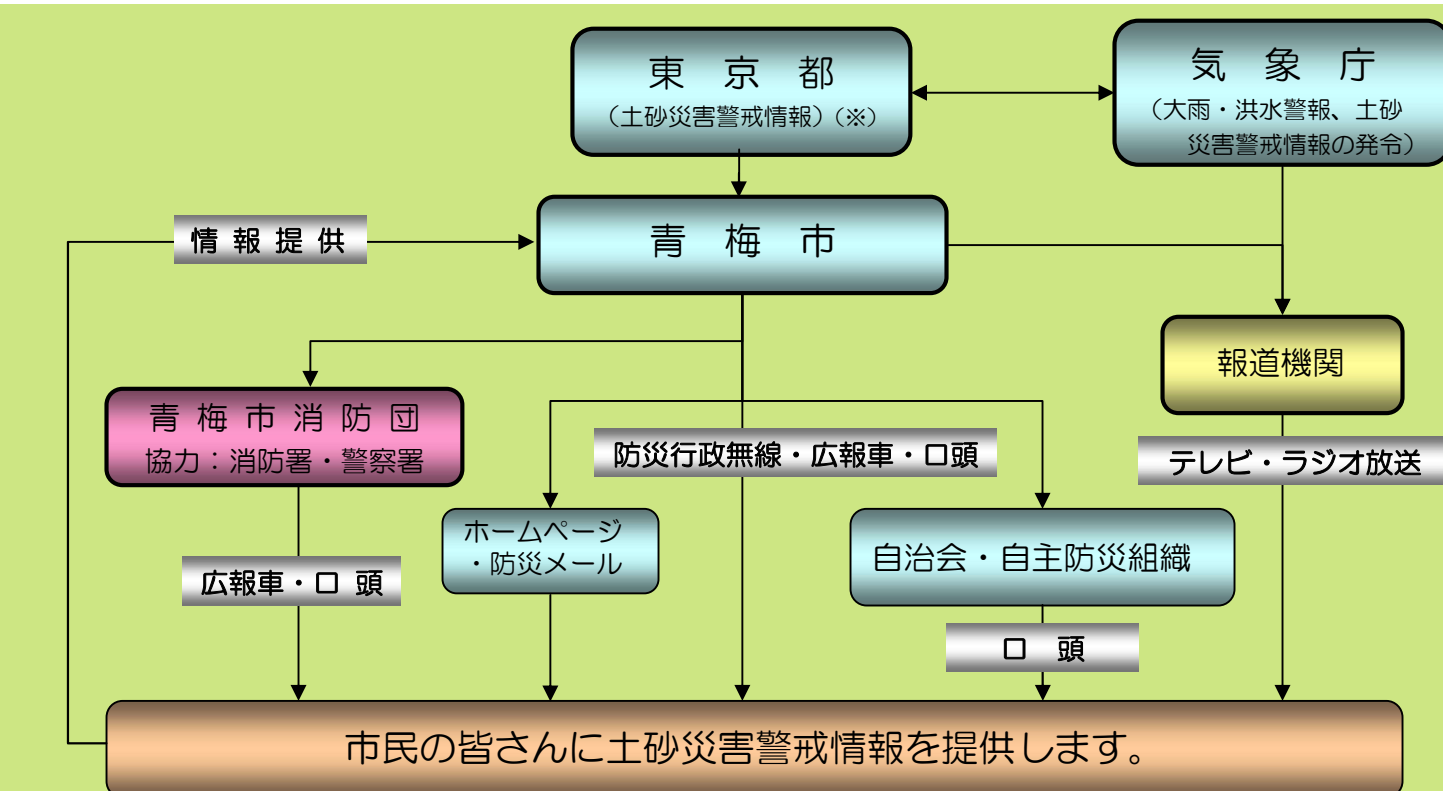 東京都
(土砂災害警戒情報)(※)
気象庁
(大雨・洪水警報、土砂
災害警戒情報の発令)
情報提供
青梅市
報道機関
青梅市消防団
協力：消防署・警察署
防災行政無線・広報車・口頭
テレビ・ラジオ放送
ホームページ
・防災メール
自治会・自主防災組織
広報車・口頭
口頭
市民の皆さんに土砂災害警戒情報を提供します。